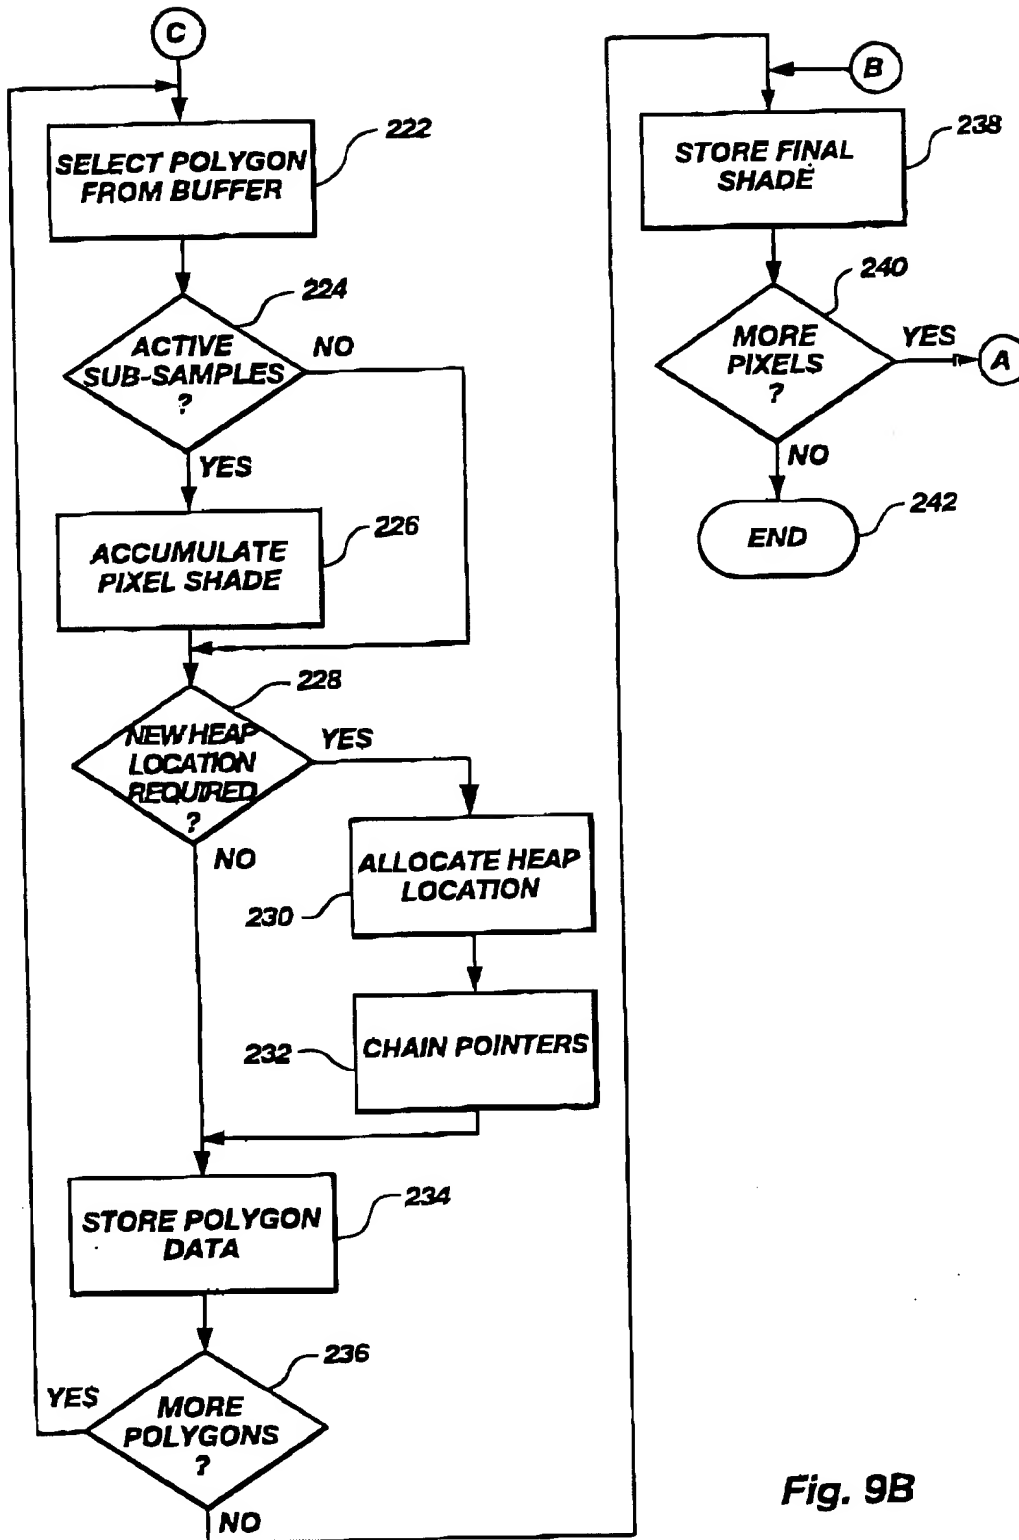 C
222
SELECT POLYGON
FROM BUFFER
224
ACTIVE
SUB-SAMPLES
?
NO
YES
226
ACCUMULATE
PIXEL SHADE
228
NEW HEAP
LOCATION
REQUIRED
?
YES
NO
ALLOCATE HEAP
LOCATION
230
CHAIN POINTERS
232
234
STORE POLYGON
DATA
236
YES
MORE
POLYGONS
?
NO
B
238
STORE FINAL
SHADE
240
MORE
PIXELS
?
YES
A
NO
242
END
Fig. 9B